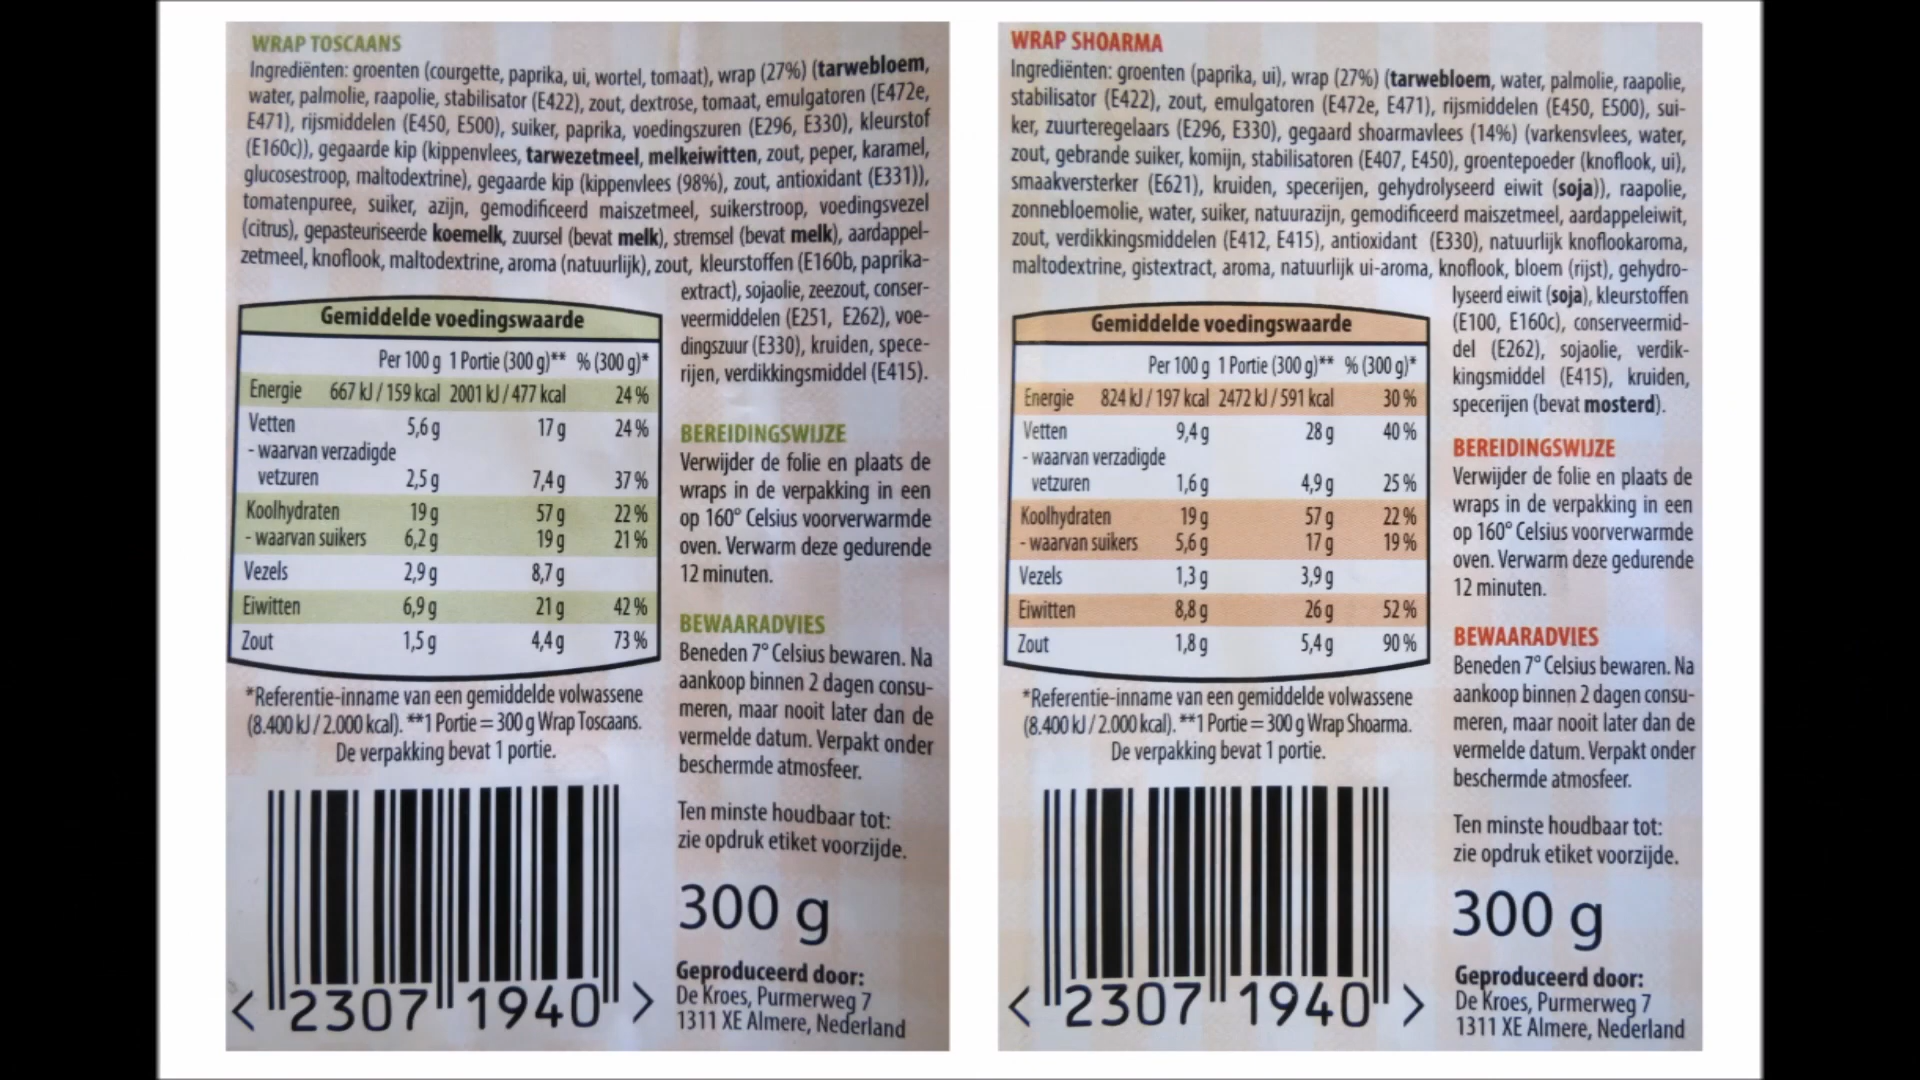 WRAP TOSCAANS
Ingrediënten: groenten (courgette, paprika, ui, wortel, tomaat), wrap (27%) (tarwebloem,
water, palmolie, raapolie, stabilisator (E422), zout, dextrose, tomaat, emulgatoren (E472e,
E471), rijsmiddelen (E450, E500), suiker, paprika, voedingszuren (E296, E330), kleurstof
(E160c)), gegaarde kip (kippenvlees, tarwezetmeel, melkeiwitten, zout, peper, karamel,
glucosestroop, maltodextrine), gegaarde kip (kippenvlees (98%), zout, antioxidant (E331)),
tomatenpuree, suiker, azijn, gemodificeerd maiszetmeel, suikerstroop, voedingsvezel
(citrus), gepasteuriseerde koemelk, zuursel (bevat melk), stremsel (bevat melk), aardappel-
zetmeel, knoflook, maltodextrine, aroma (natuurlijk), zout, kleurstoffen (E160b, paprika-
extract), sojaolie, zeezout, conser-
veermiddelen (E251, E262), voe-
dingszuur (E330), kruiden, spece-
rijen, verdikkingsmiddel (E415).
Gemiddelde voedingswaarde
Per 100 g 1 Portie (300 g)** % (300 g)*
Energie 667 kJ / 159 kcal 2001 kJ / 477 kcal 24 %
Vetten 5,6 g 17 g 24 %
- waarvan verzadigde
vetzuren 2,5 g 7,4 g 37 %
Koolhydraten 19 g 57 g 22 %
- waarvan suikers 6,2 g 19 g 21 %
Vezels 2,9 g 8,7 g
Eiwitten 6,9 g 21 g 42 %
Zout 1,5 g 4,4 g 73 %
*Referentie-inname van een gemiddelde volwassene
(8.400 kJ / 2.000 kcal). **1 Portie = 300 g Wrap Toscaans.
De verpakking bevat 1 portie.
BEREIDINGSWIJZE
Verwijder de folie en plaats de
wraps in de verpakking in een
op 160° Celsius voorverwarmde
oven. Verwarm deze gedurende
12 minuten.
BEWAARADVIES
Beneden 7° Celsius bewaren. Na
aankoop binnen 2 dagen consu-
meren, maar nooit later dan de
vermelde datum. Verpakt onder
beschermde atmosfeer.
Ten minste houdbaar tot:
zie opdruk etiket voorzijde.
300 g
Geproduceerd door:
De Kroes, Purmerweg 7
1311 XE Almere, Nederland
< 2307 1940 >
WRAP SHOARMA
Ingrediënten: groenten (paprika, ui), wrap (27%) (tarwebloem, water, palmolie, raapolie,
stabilisator (E422), zout, emulgatoren (E472e, E471), rijsmiddelen (E450, E500), sui-
ker, zuurteregelaars (E296, E330), gegaard shoarmavlees (14%) (varkensvlees, water,
zout, gebrande suiker, komijn, stabilisatoren (E407, E450), groentepoeder (knoflook, ui),
smaakversterker (E621), kruiden, specerijen, gehydrolyseerd eiwit (soja)), raapolie,
zonnebloemolie, water, suiker, natuurazijn, gemodificeerd maiszetmeel, aardappeleiwit,
zout, verdikkingsmiddelen (E412, E415), antioxidant (E330), natuurlijk knoflookaroma,
maltodextrine, gistextract, aroma, natuurlijk ui-aroma, knoflook, bloem (rijst), gehydro-
lyseerd eiwit (soja), kleurstoffen
(E100, E160c), conserveermid-
del (E262), sojaolie, verdik-
kingsmiddel (E415), kruiden,
specerijen (bevat mosterd).
Gemiddelde voedingswaarde
Per 100 g 1 Portie (300 g)** % (300 g)*
Energie 824 kJ / 197 kcal 2472 kJ / 591 kcal 30 %
Vetten 9,4 g 28 g 40 %
- waarvan verzadigde
vetzuren 1,6 g 4,9 g 25 %
Koolhydraten 19 g 57 g 22 %
- waarvan suikers 5,6 g 17 g 19 %
Vezels 1,3 g 3,9 g
Eiwitten 8,8 g 26 g 52 %
Zout 1,8 g 5,4 g 90 %
*Referentie-inname van een gemiddelde volwassene
(8.400 kJ / 2.000 kcal). **1 Portie = 300 g Wrap Shoarma.
De verpakking bevat 1 portie.
BEREIDINGSWIJZE
Verwijder de folie en plaats de
wraps in de verpakking in een
op 160° Celsius voorverwarmde
oven. Verwarm deze gedurende
12 minuten.
BEWAARADVIES
Beneden 7° Celsius bewaren. Na
aankoop binnen 2 dagen consu-
meren, maar nooit later dan de
vermelde datum. Verpakt onder
beschermde atmosfeer.
Ten minste houdbaar tot:
zie opdruk etiket voorzijde.
300 g
Geproduceerd door:
De Kroes, Purmerweg 7
1311 XE Almere, Nederland
< 2307 1940 >